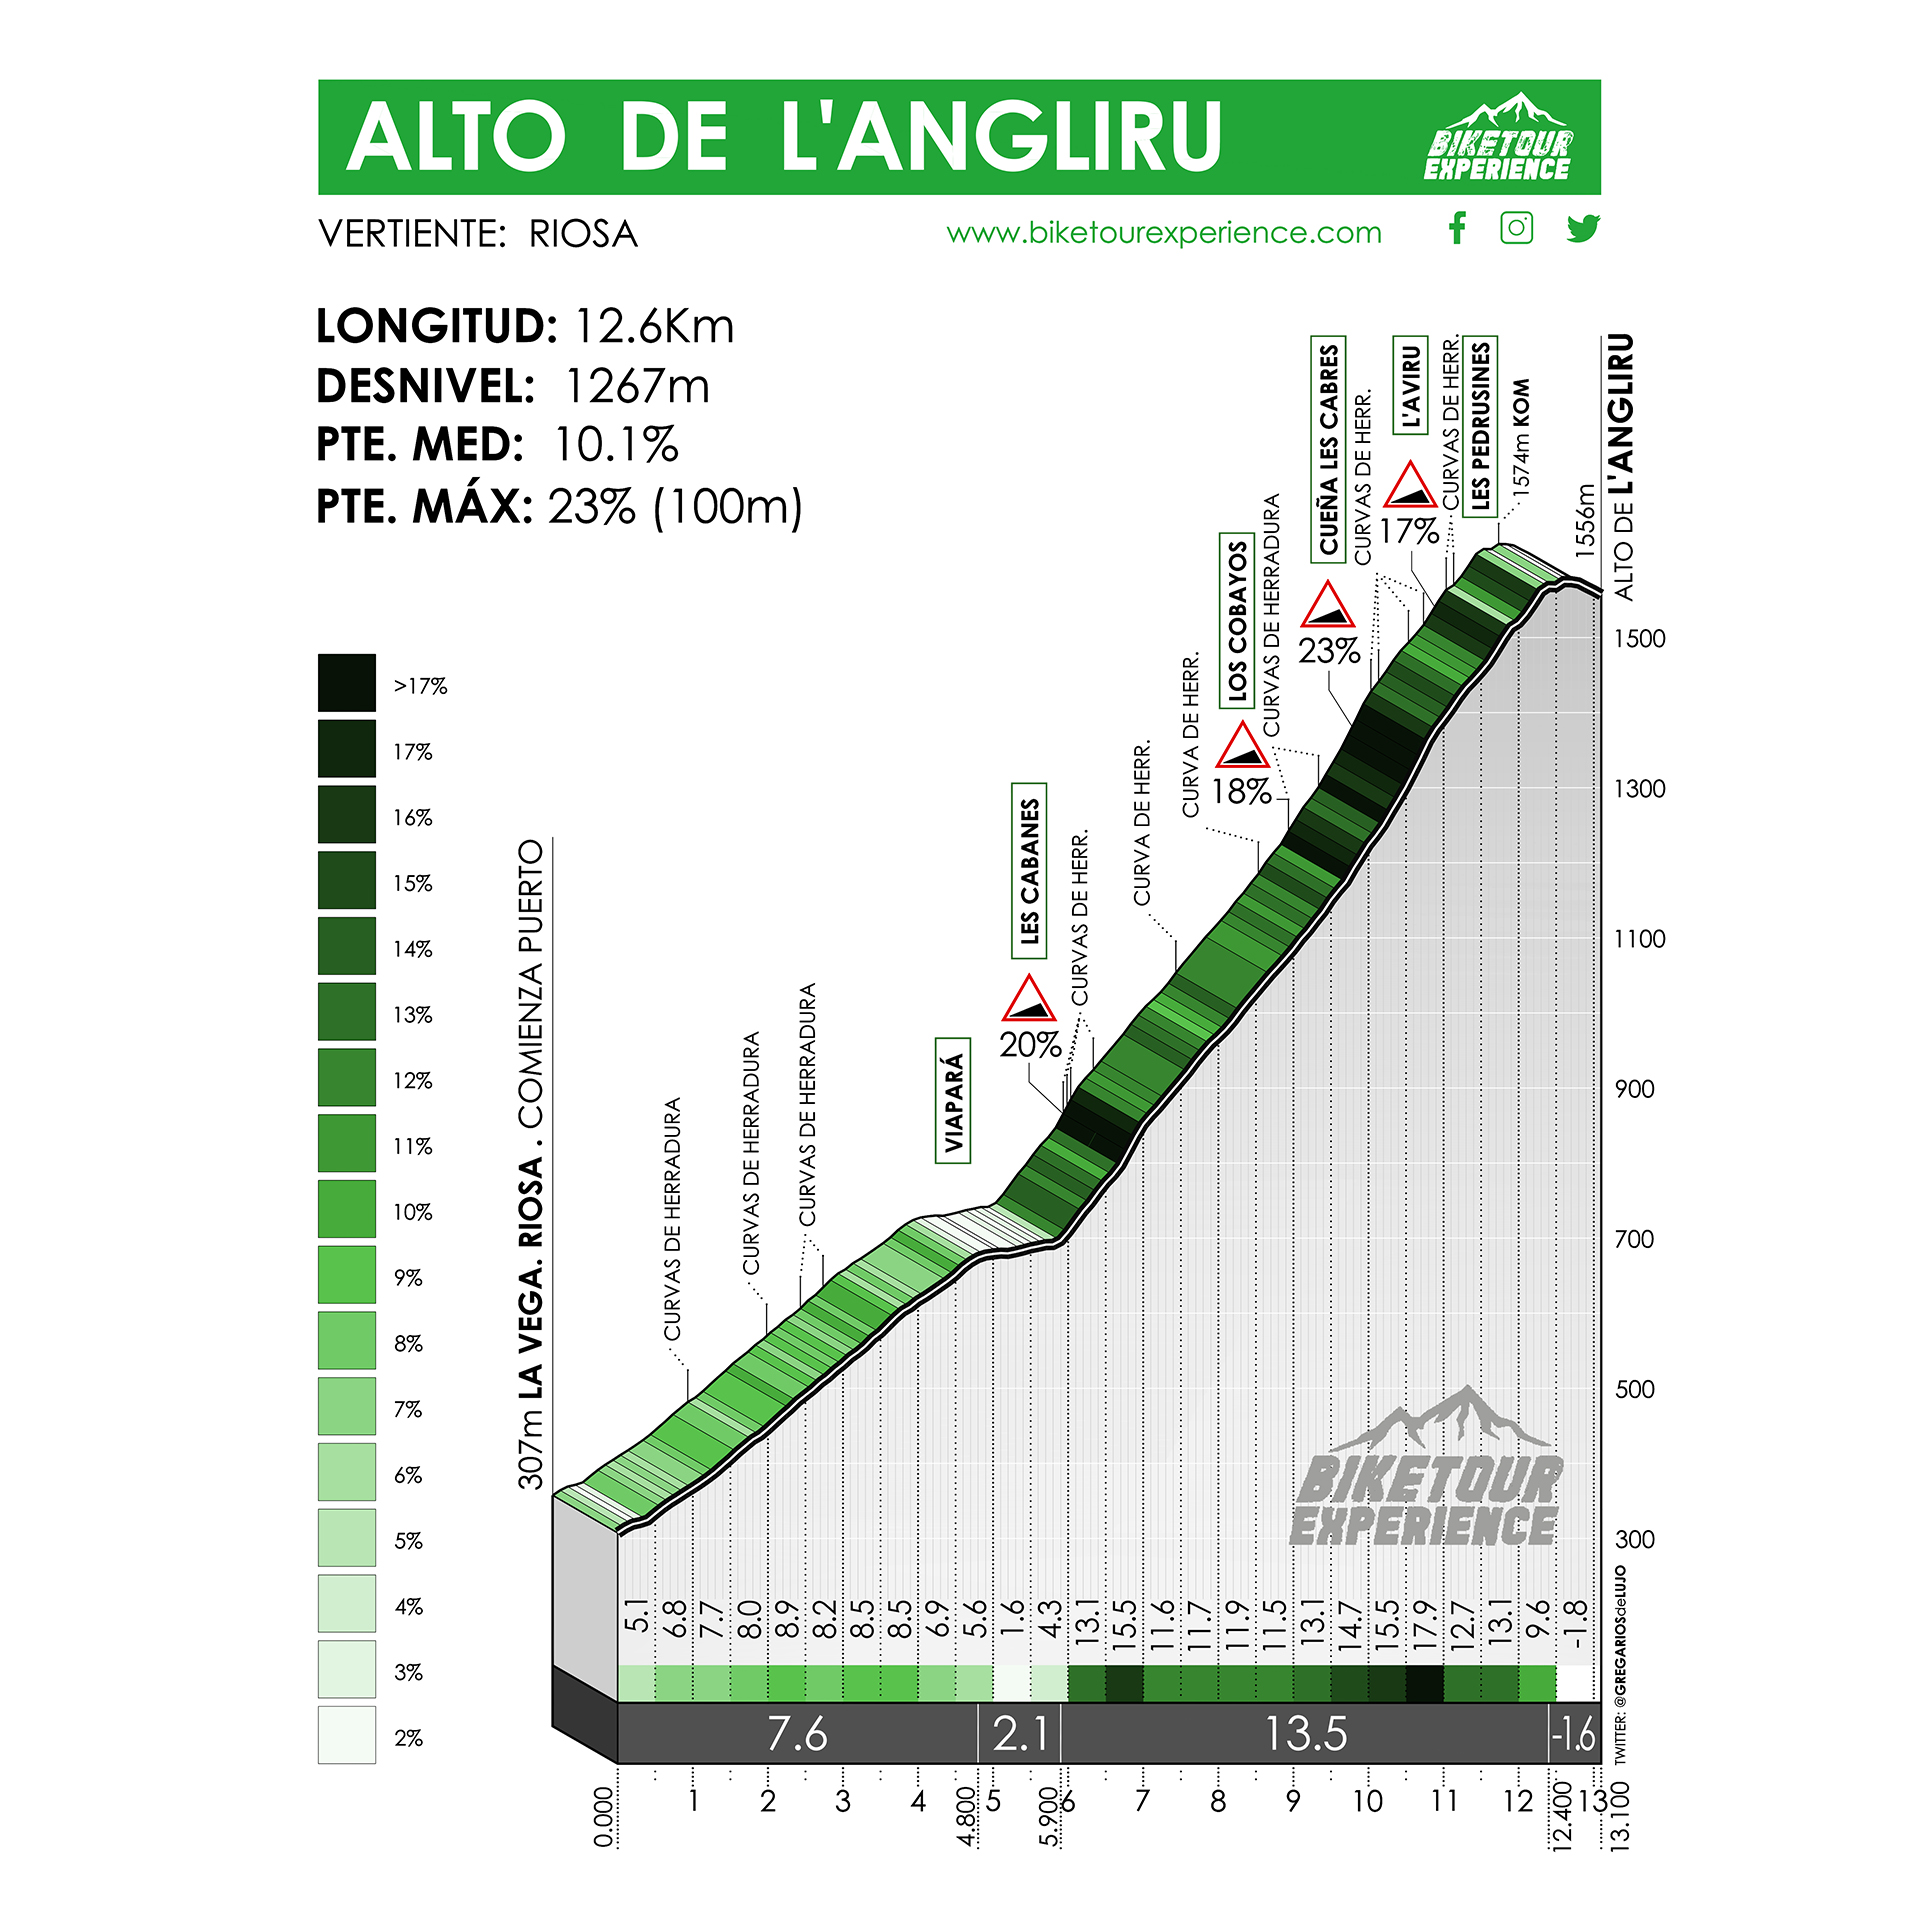 ALTO DE L'ANGLIRU
BIKETOUR
EXPERIENCE
VERTIENTE: RIOSA
www.biketourexperience.com
LONGITUD: 12.6Km
DESNIVEL: 1267m
PTE. MED: 10.1%
PTE. MÁX: 23% (100m)
>17%
17%
16%
15%
14%
13%
12%
11%
10%
9%
8%
7%
6%
5%
4%
3%
2%
307m LA VEGA. RIOSA . COMIENZA PUERTO
CURVAS DE HERRADURA
CURVAS DE HERRADURA
CURVAS DE HERRADURA
VIAPARÁ
LES CABANES
20%
CURVAS DE HERR.
CURVA DE HERR.
CURVA DE HERR.
LOS COBAYOS
18%
CURVAS DE HERRADURA
CUEÑA LES CABRES
23%
CURVAS DE HERR.
L'AVIRU
17%
CURVAS DE HERR.
LES PEDRUSINES
1574m KOM
1556m
ALTO DE L'ANGLIRU
1500
1300
1100
900
700
500
300
BIKETOUR
EXPERIENCE
5.1
6.8
7.7
8.0
8.9
8.2
8.5
8.5
6.9
5.6
1.6
4.3
13.1
15.5
11.6
11.7
11.9
11.5
13.1
14.7
15.5
17.9
12.7
13.1
9.6
-1.8
7.6
2.1
13.5
-1.6
0.000
1
2
3
4
4.800
5
5.900
6
7
8
9
10
11
12
12.400
13
13.100
TWITTER: @GREGARIOSdeLUJO